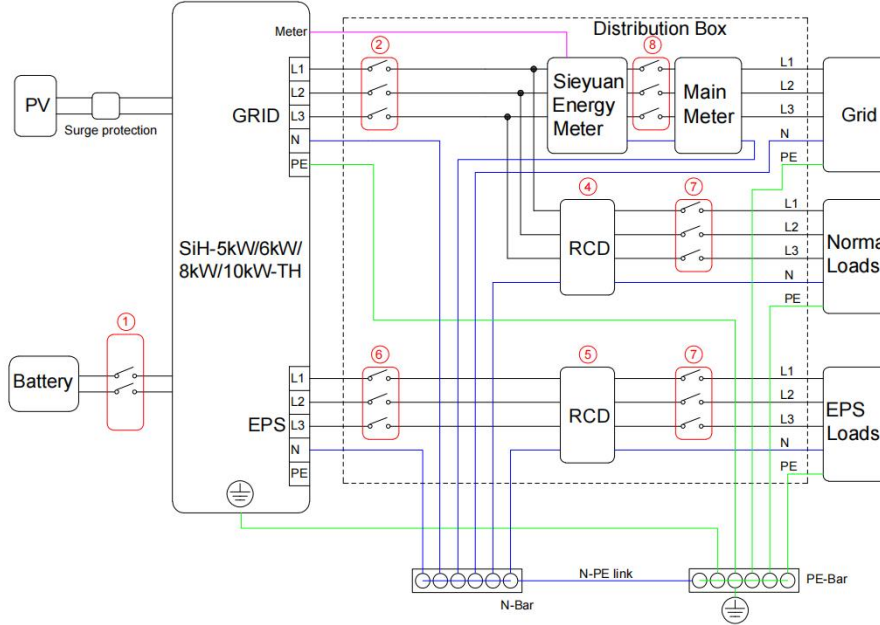 Distribution Box
Meter
②
⑧
L1
L2
L3
N
PE
GRID
PV
Surge protection
Sieyuan
Energy
Meter
Main
Meter
L1
L2
L3
N
PE
Grid
④
⑦
RCD
L1
L2
L3
N
PE
Norma
Loads
SiH-5kW/6kW/
8kW/10kW-TH
①
Battery
⑥
⑤
⑦
L1
L2
L3
N
PE
EPS
RCD
L1
L2
L3
N
PE
EPS
Loads
N-PE link
N-Bar
PE-Bar